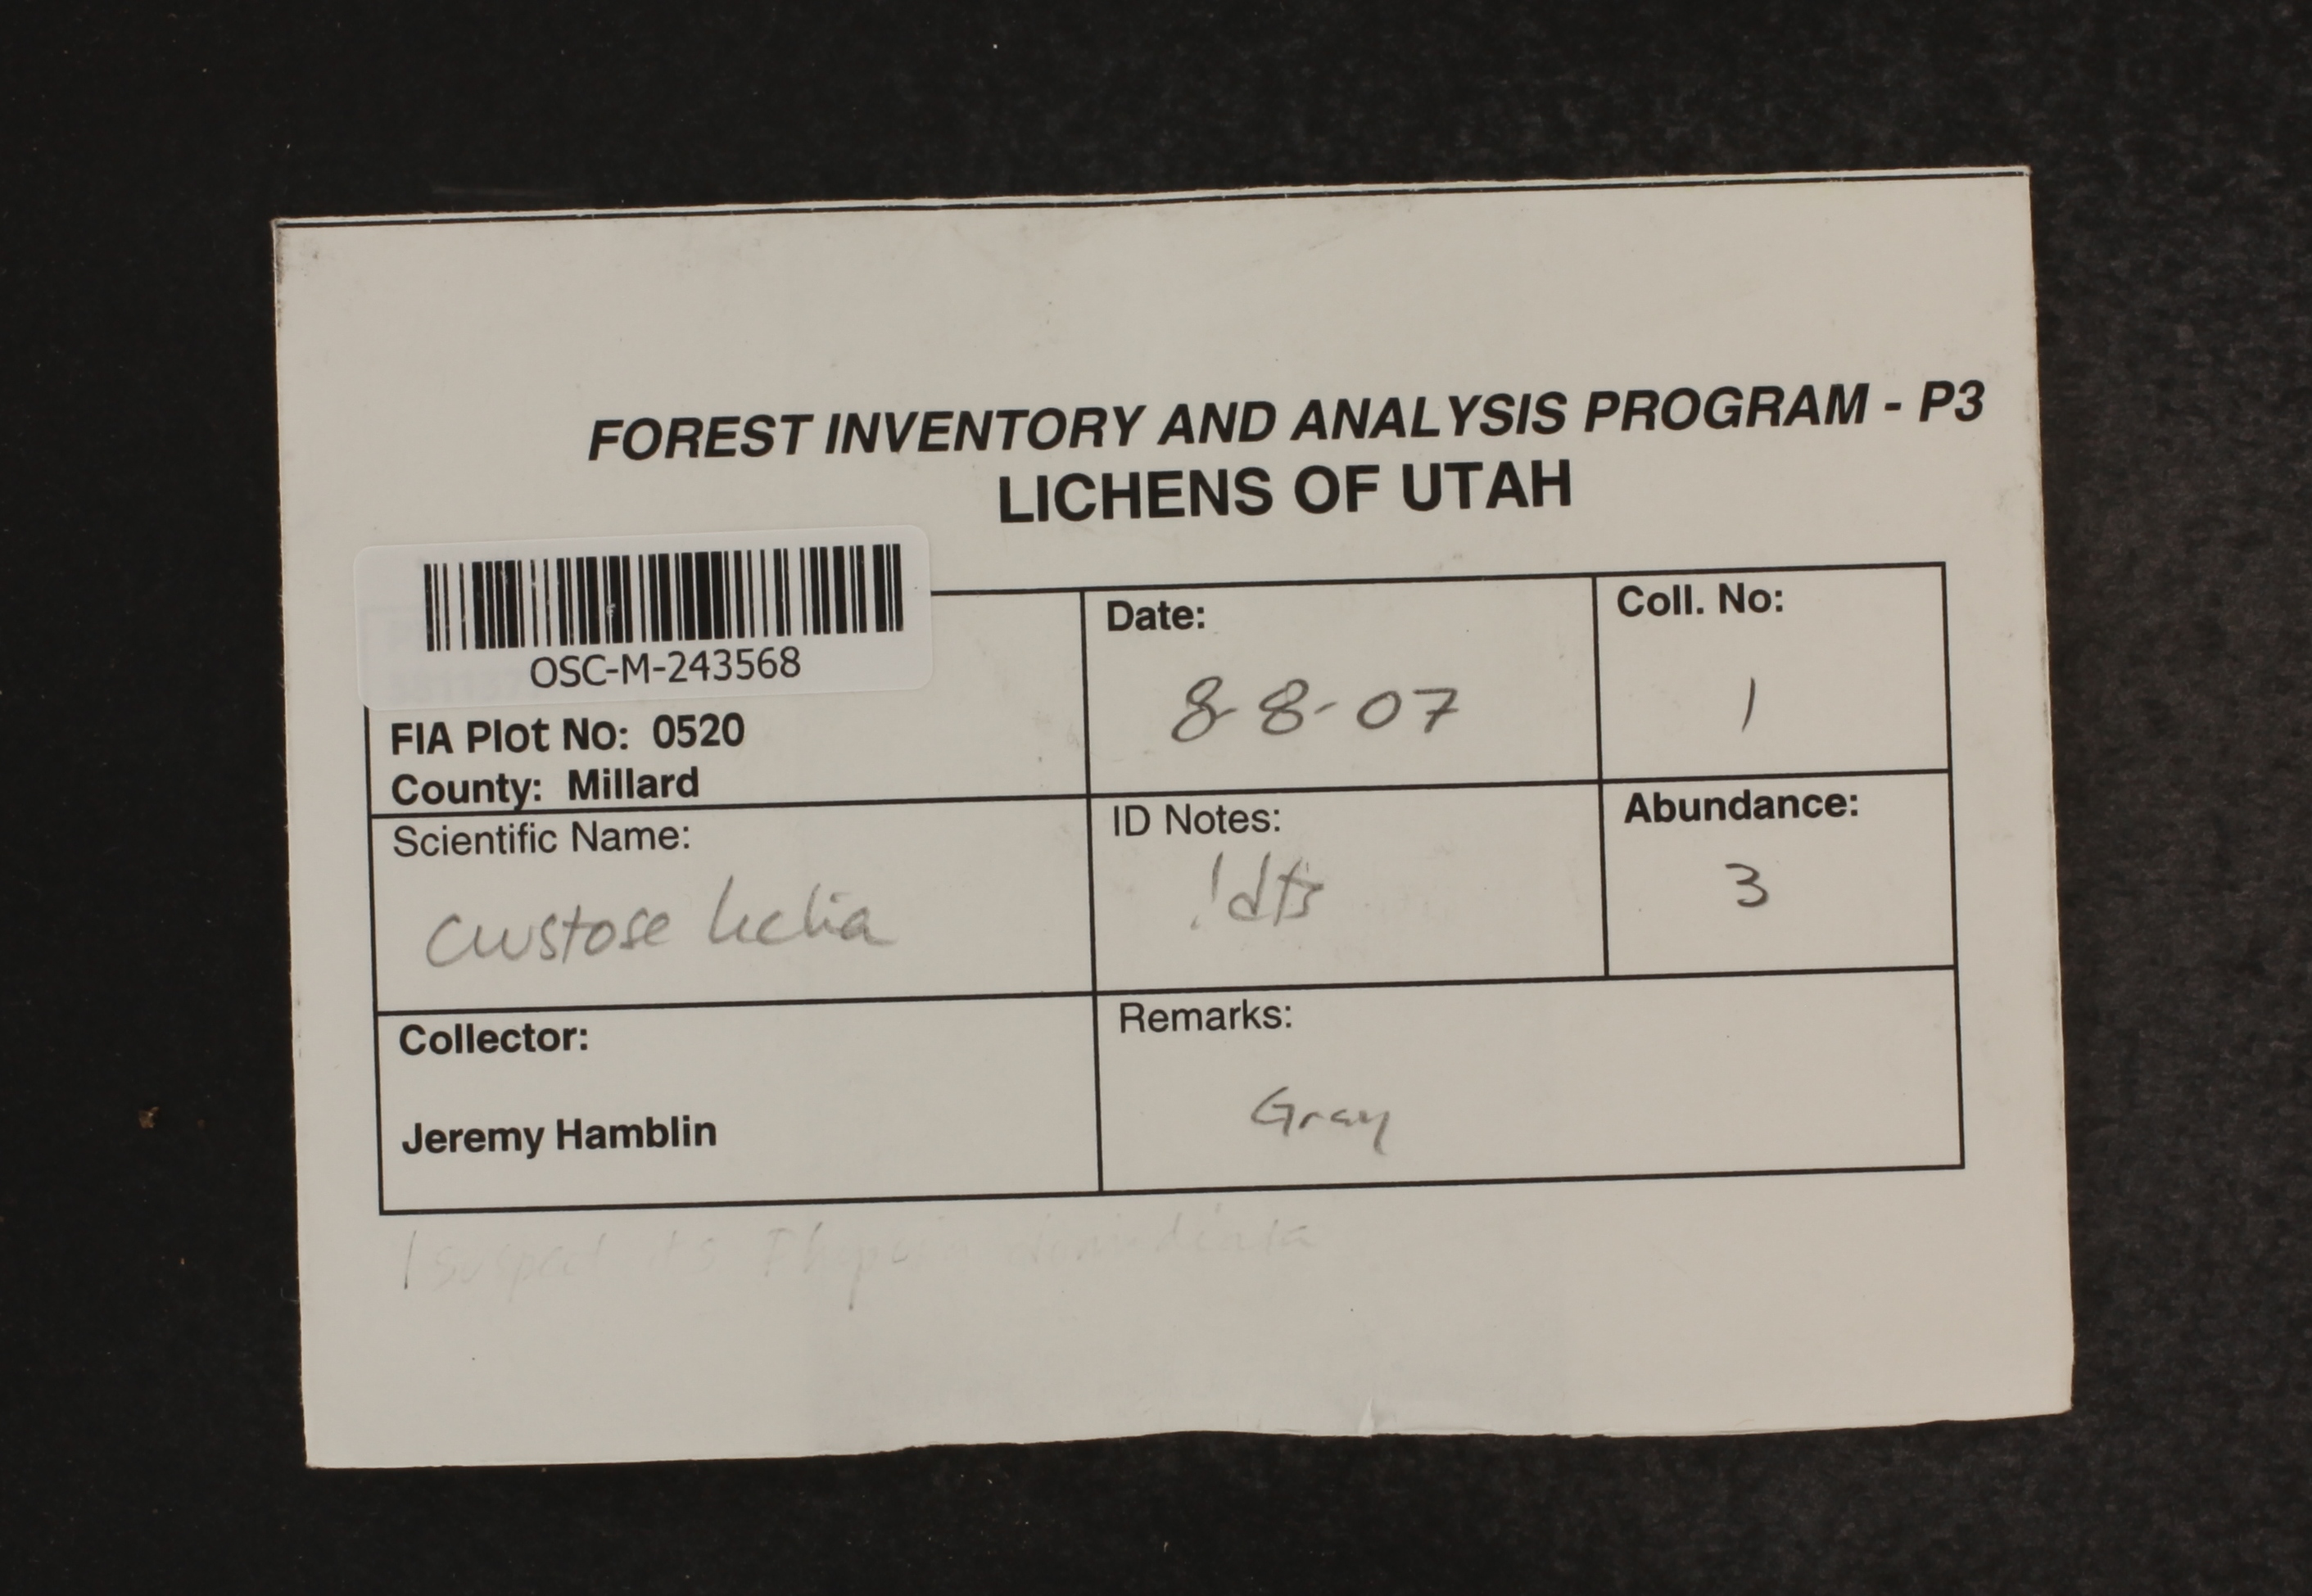 FOREST INVENTORY AND ANALYSIS PROGRAM - P3
LICHENS OF UTAH
OSC-M-243568
FIA Plot No: 0520
County: Millard
Date:
8-8-07
Coll. No:
1
Scientific Name:
crustose
ID Notes:
!dts
Abundance:
3
Collector:
Jeremy Hamblin
Remarks:
Gray
I suspect its Physcia dimidiata